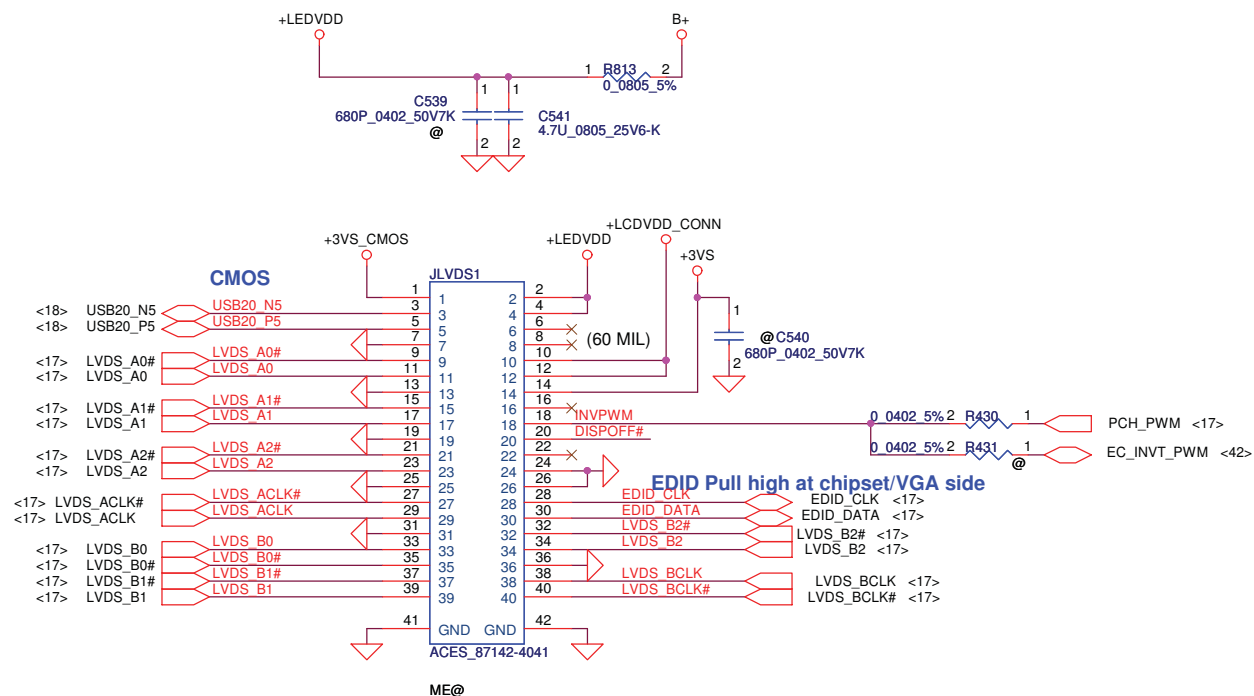 +LEDVDD
B+
1 R813 2
0_0805_5%
1 1
C539
680P_0402_50V7K
@
C541
4.7U_0805_25V6-K
2 2
+LCDVDD_CONN
+3VS_CMOS
+LEDVDD
+3VS
CMOS
JLVDS1
1 1 2 2
<18> USB20_N5 USB20_N5 3 3 4 4
<18> USB20_P5 USB20_P5 5 5 6 6
(60 MIL)
7 7 8 8
<17> LVDS_A0# LVDS_A0# 9 9 10 10
<17> LVDS_A0 LVDS_A0 11 11 12 12
1
@ C540
680P_0402_50V7K
2
13 13 14 14
<17> LVDS_A1# LVDS_A1# 15 15 16 16
<17> LVDS_A1 LVDS_A1 17 17 18 18 INVPWM
0_0402_5% 2 R430 1 PCH_PWM <17>
19 19 20 20 DISPOFF#
<17> LVDS_A2# LVDS_A2# 21 21 22 22
0_0402_5% 2 R431 1 EC_INVT_PWM <42>
@
<17> LVDS_A2 LVDS_A2 23 23 24 24
25 25 26 26
EDID Pull high at chipset/VGA side
<17> LVDS_ACLK# LVDS_ACLK# 27 27 28 28 EDID_CLK EDID_CLK <17>
<17> LVDS_ACLK LVDS_ACLK 29 29 30 30 EDID_DATA EDID_DATA <17>
31 31 32 32 LVDS_B2# LVDS_B2# <17>
<17> LVDS_B0 LVDS_B0 33 33 34 34 LVDS_B2 LVDS_B2 <17>
<17> LVDS_B0# LVDS_B0# 35 35 36 36
<17> LVDS_B1# LVDS_B1# 37 37 38 38 LVDS_BCLK LVDS_BCLK <17>
<17> LVDS_B1 LVDS_B1 39 39 40 40 LVDS_BCLK# LVDS_BCLK# <17>
41 GND GND 42
ACES_87142-4041
ME@